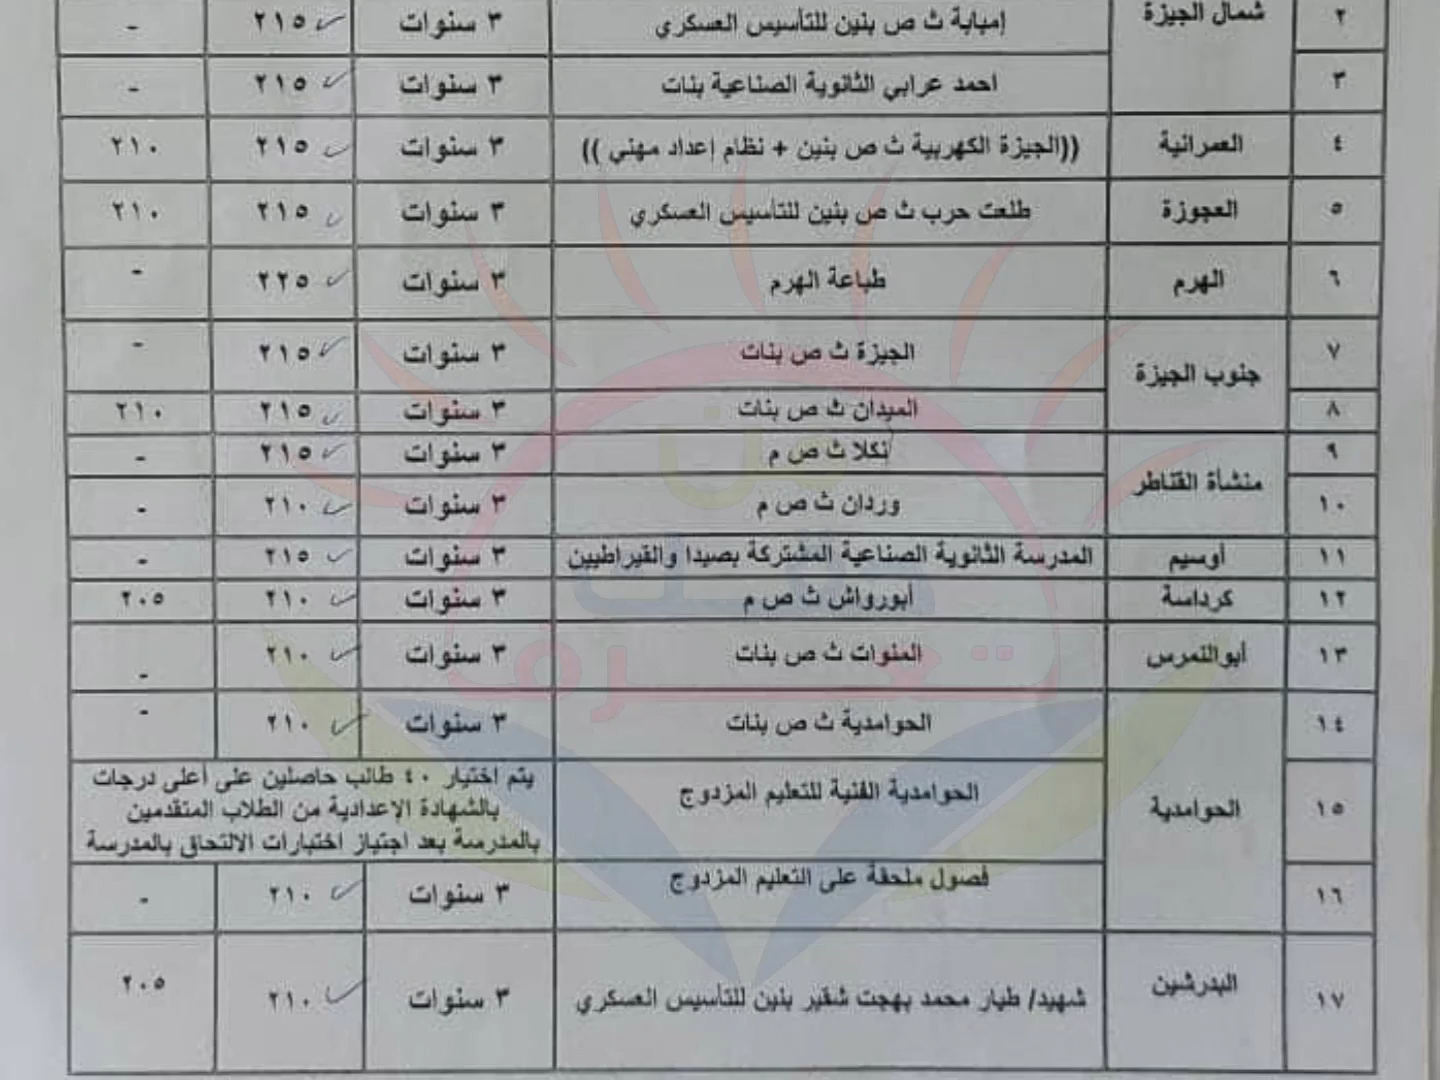 ٢ شمال الجيزة إمبابة ث ص بنين للتأسيس العسكري ٣ سنوات ٢١٥ -
٣ احمد عرابي الثانوية الصناعية بنات ٣ سنوات ٢١٥ -
٤ العمرانية ((الجيزة الكهربية ث ص بنين + نظام إعداد مهني )) ٣ سنوات ٢١٥ ٢١٠
٥ العجوزة طلعت حرب ث ص بنين للتأسيس العسكري ٣ سنوات ٢١٥ ٢١٠
٦ الهرم طباعة الهرم ٣ سنوات ٢٢٥ -
٧ جنوب الجيزة الجيزة ث ص بنات ٣ سنوات ٢١٥ -
٨ الميدان ث ص بنات ٣ سنوات ٢١٥ ٢١٠
٩ منشأة القناطر نكلا ث ص م ٣ سنوات ٢١٥ -
١٠ وردان ث ص م ٣ سنوات ٢١٠ -
١١ أوسيم المدرسة الثانوية الصناعية المشتركة بصيدا والقيراطيين ٣ سنوات ٢١٥ -
١٢ كرداسة أبورواش ث ص م ٣ سنوات ٢١٠ ٢٠٥
١٣ أبوالنمرس المنوات ث ص بنات ٣ سنوات ٢١٠ -
١٤ الحوامدية الحوامدية ث ص بنات ٣ سنوات ٢١٠ -
١٥ الحوامدية الفنية للتعليم المزدوج يتم اختيار ٤٠ طالب حاصلين على أعلى درجات
بالشهادة الإعدادية من الطلاب المتقدمين
بالمدرسة بعد اجتياز اختبارات الالتحاق بالمدرسة
١٦ فصول ملحقة على التعليم المزدوج ٣ سنوات ٢١٠ -
١٧ البدرشين شهيد/ طيار محمد بهجت شقير بنين للتأسيس العسكري ٣ سنوات ٢١٠ ٢٠٥